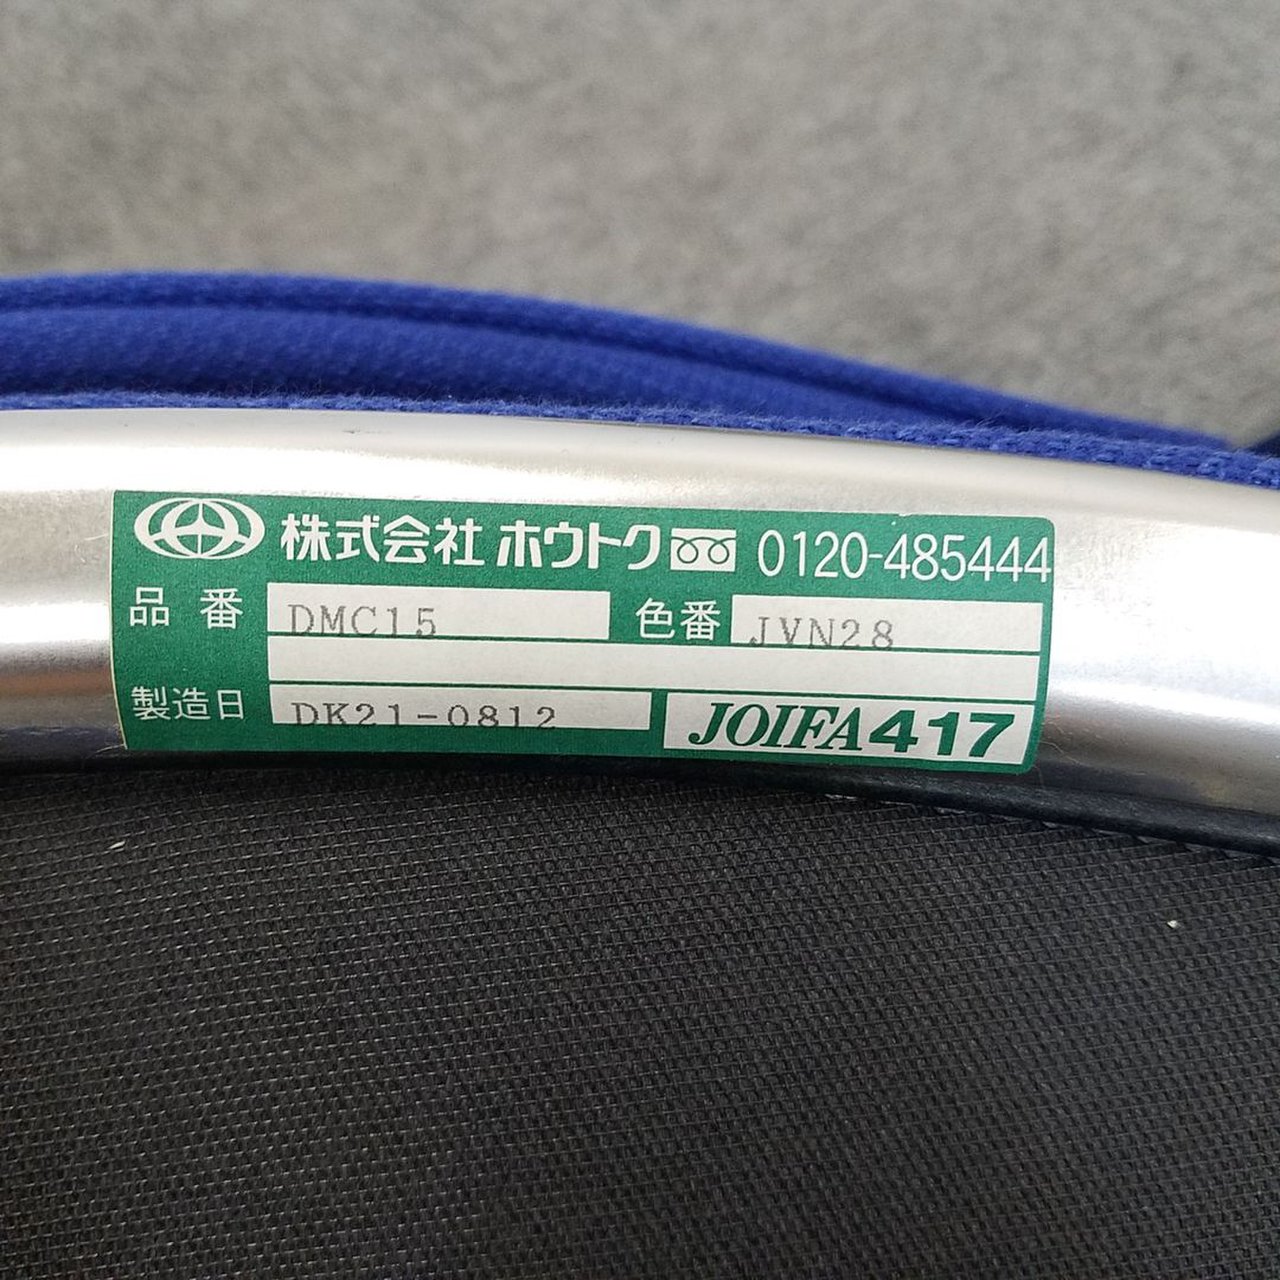 株式会社 ホウトク 0120-485444
品番 DMC15 色番 JVN28
製造日 DK21-0812 JOIFA417